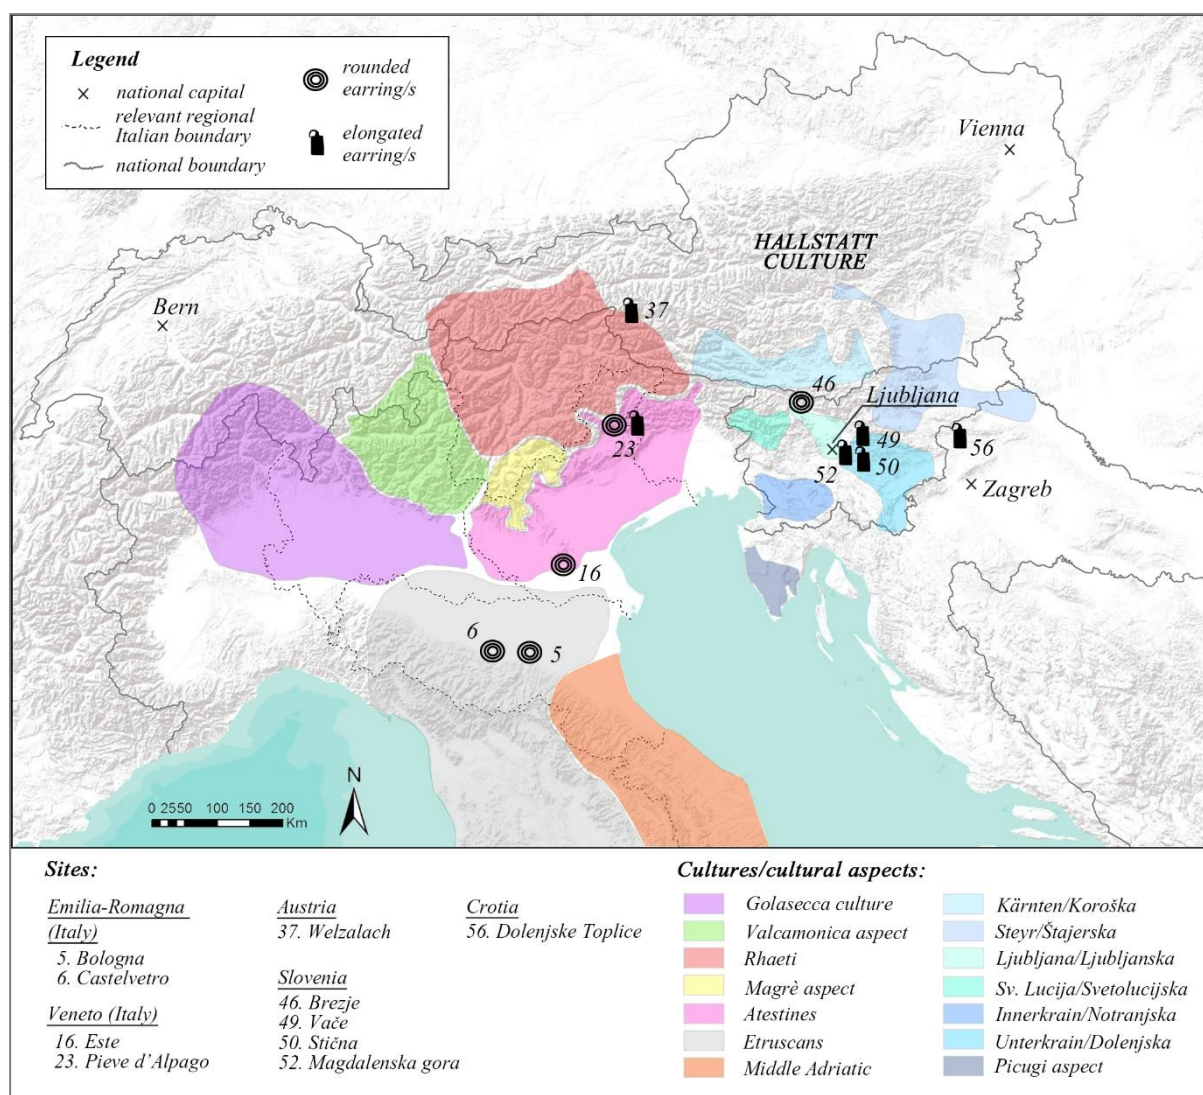 Legend
national capital
relevant regional
Italian boundary
national boundary
rounded
earring/s
elongated
earring/s
Vienna
HALLSTATT
CULTURE
Bern
37
46
Ljubljana
23
49
52
50
56
Zagreb
16
6
5
N
0 25 50 100 150 200
Km
Sites:
Emilia-Romagna
(Italy)
5. Bologna
6. Castelvetro
Veneto (Italy)
16. Este
23. Pieve d'Alpago
Austria
37. Welzalach
Slovenia
46. Brezje
49. Vače
50. Stična
52. Magdalenska gora
Crotia
56. Dolenjske Toplice
Cultures/cultural aspects:
Golasecca culture
Valcamonica aspect
Rhaeti
Magrè aspect
Atestines
Etruscans
Middle Adriatic
Kärnten/Koroška
Steyr/Štajerska
Ljubljana/Ljubljanska
Sv. Lucija/Svetolucijska
Innerkrain/Notranjska
Unterkrain/Dolenjska
Picugi aspect